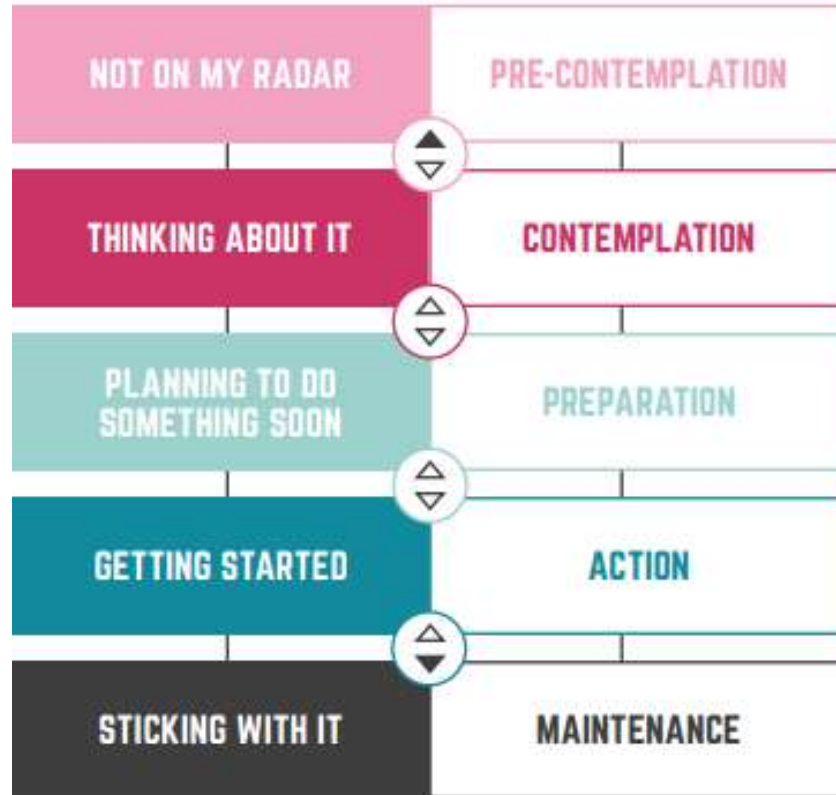 NOT ON MY RADAR
PRE-CONTEMPLATION
THINKING ABOUT IT
CONTEMPLATION
PLANNING TO DO
SOMETHING SOON
PREPARATION
GETTING STARTED
ACTION
STICKING WITH IT
MAINTENANCE